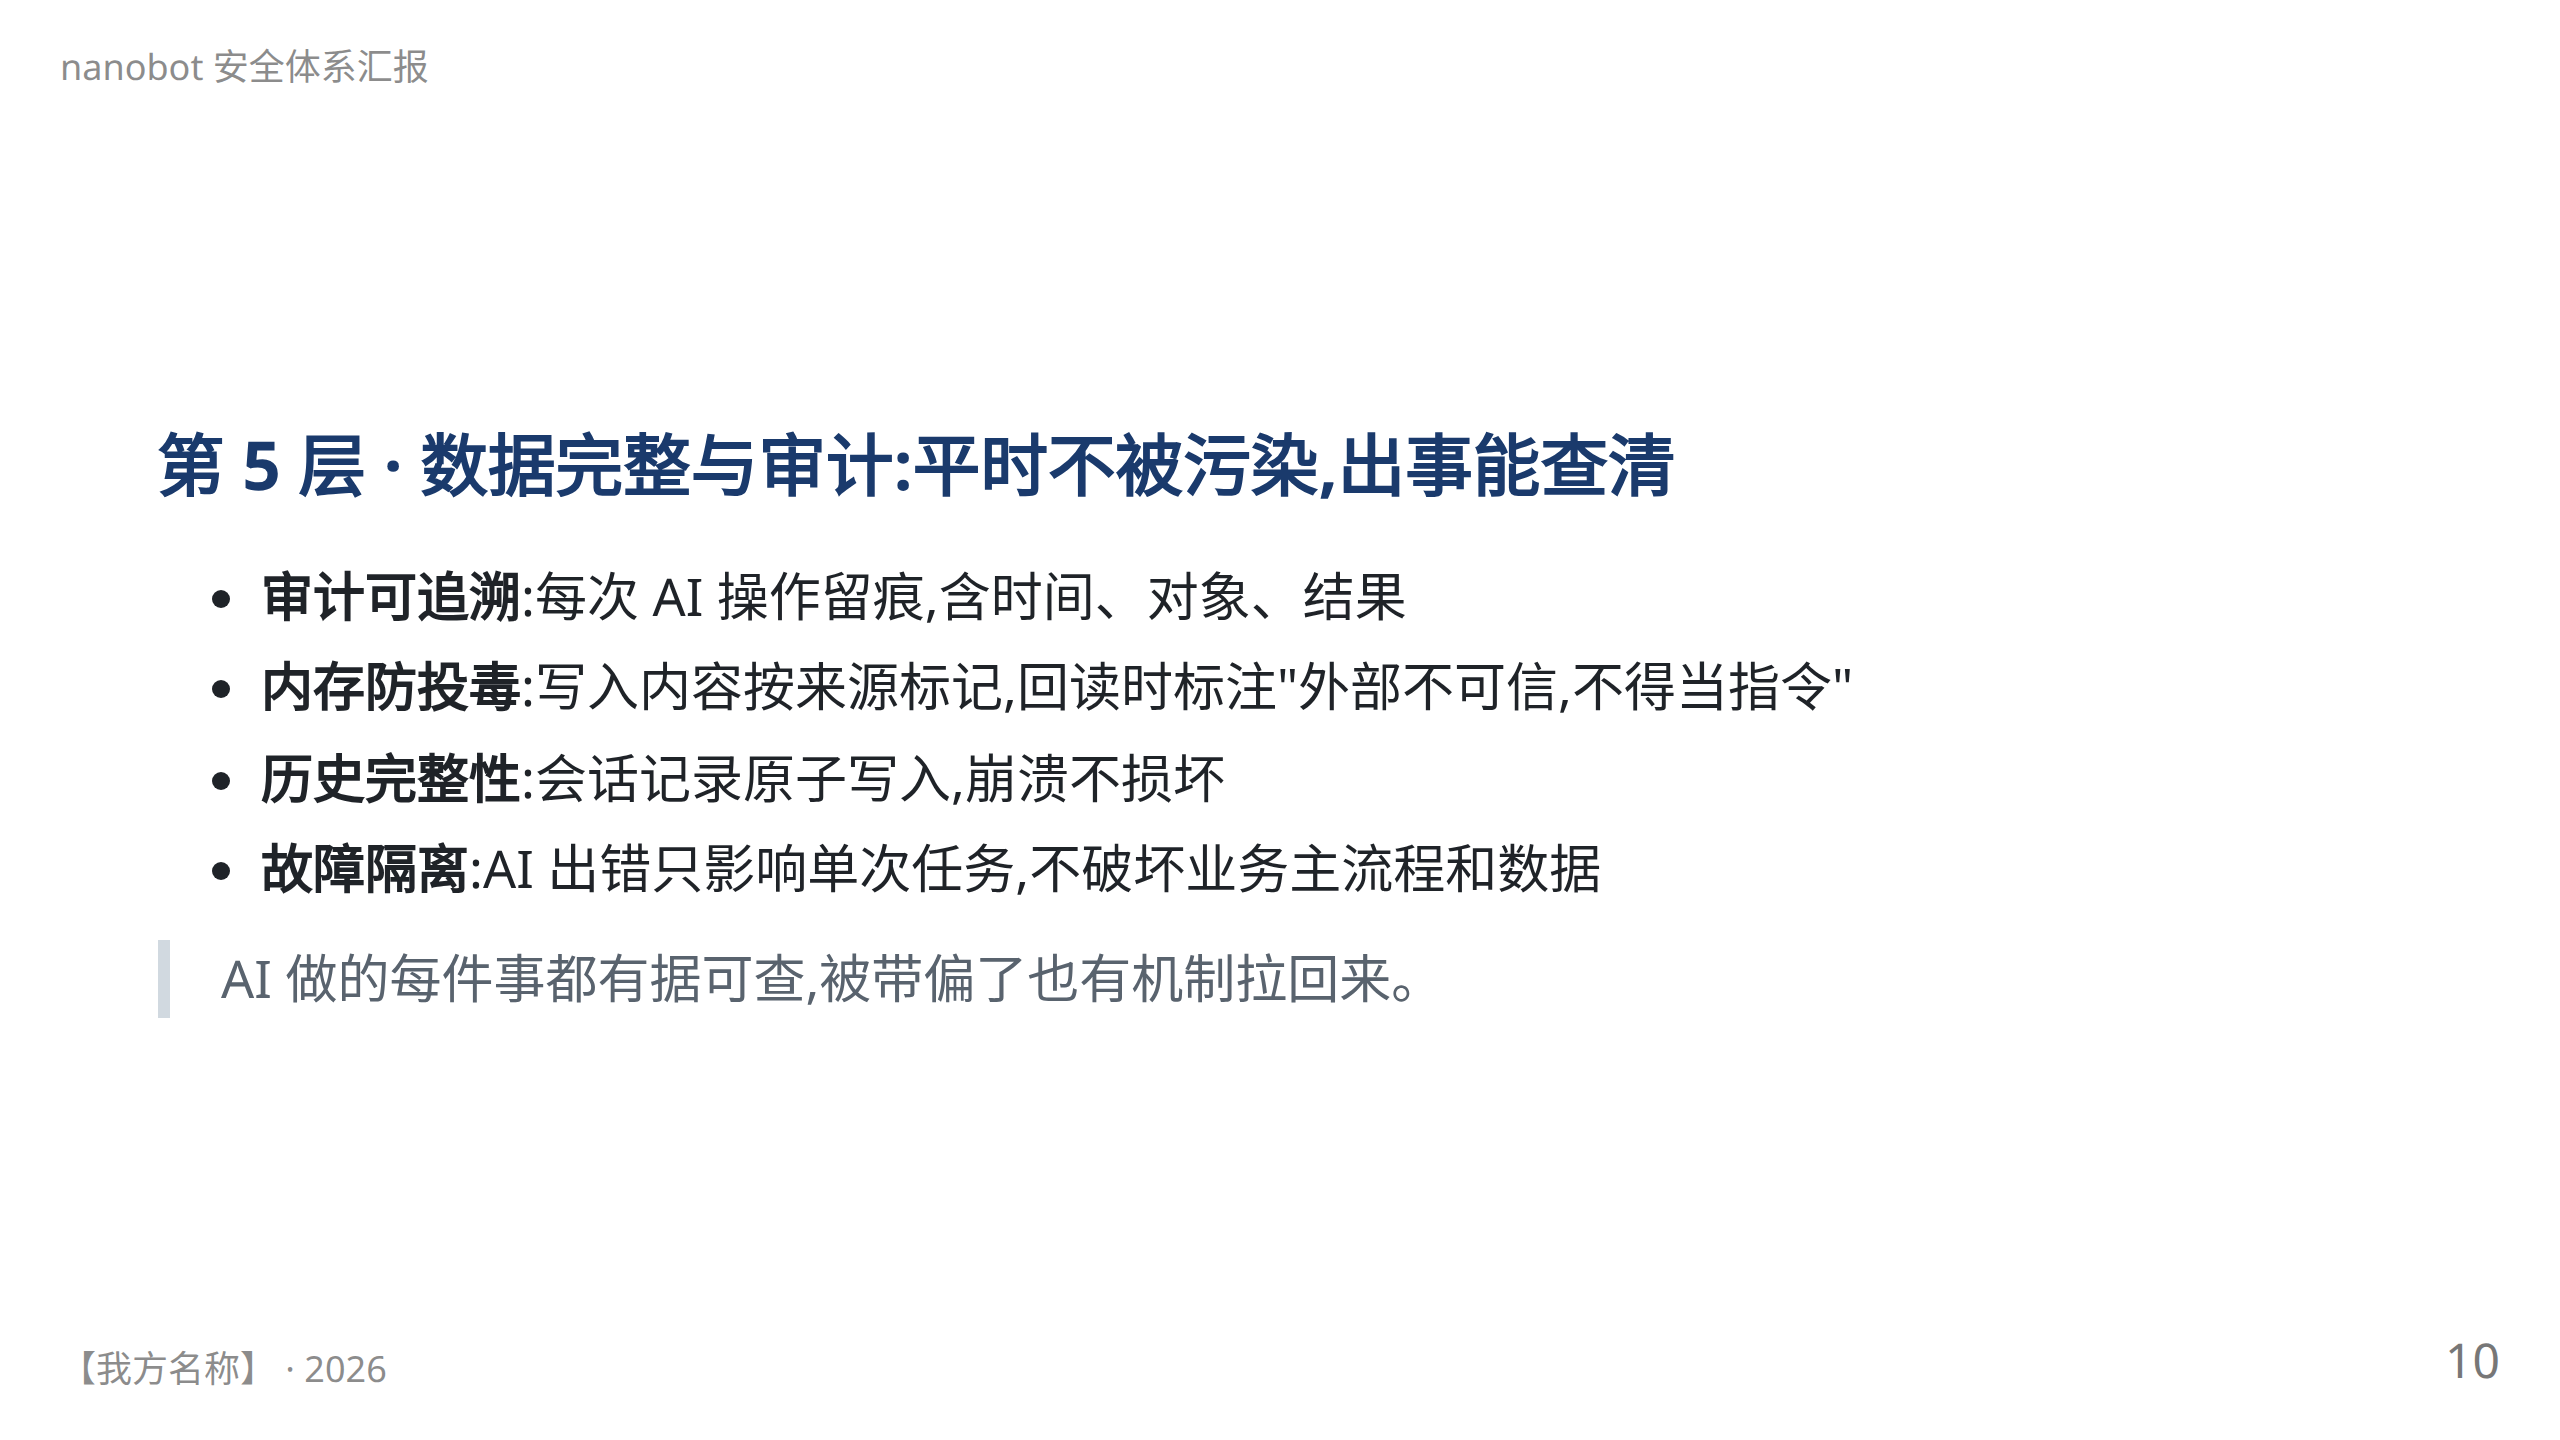 nanobot 安全体系汇报
第 5 层 · 数据完整与审计:平时不被污染,出事能查清
• 审计可追溯:每次 AI 操作留痕,含时间、对象、结果
• 内存防投毒:写入内容按来源标记,回读时标注"外部不可信,不得当指令"
• 历史完整性:会话记录原子写入,崩溃不损坏
• 故障隔离:AI 出错只影响单次任务,不破坏业务主流程和数据
AI 做的每件事都有据可查,被带偏了也有机制拉回来。
【我方名称】 · 2026
10